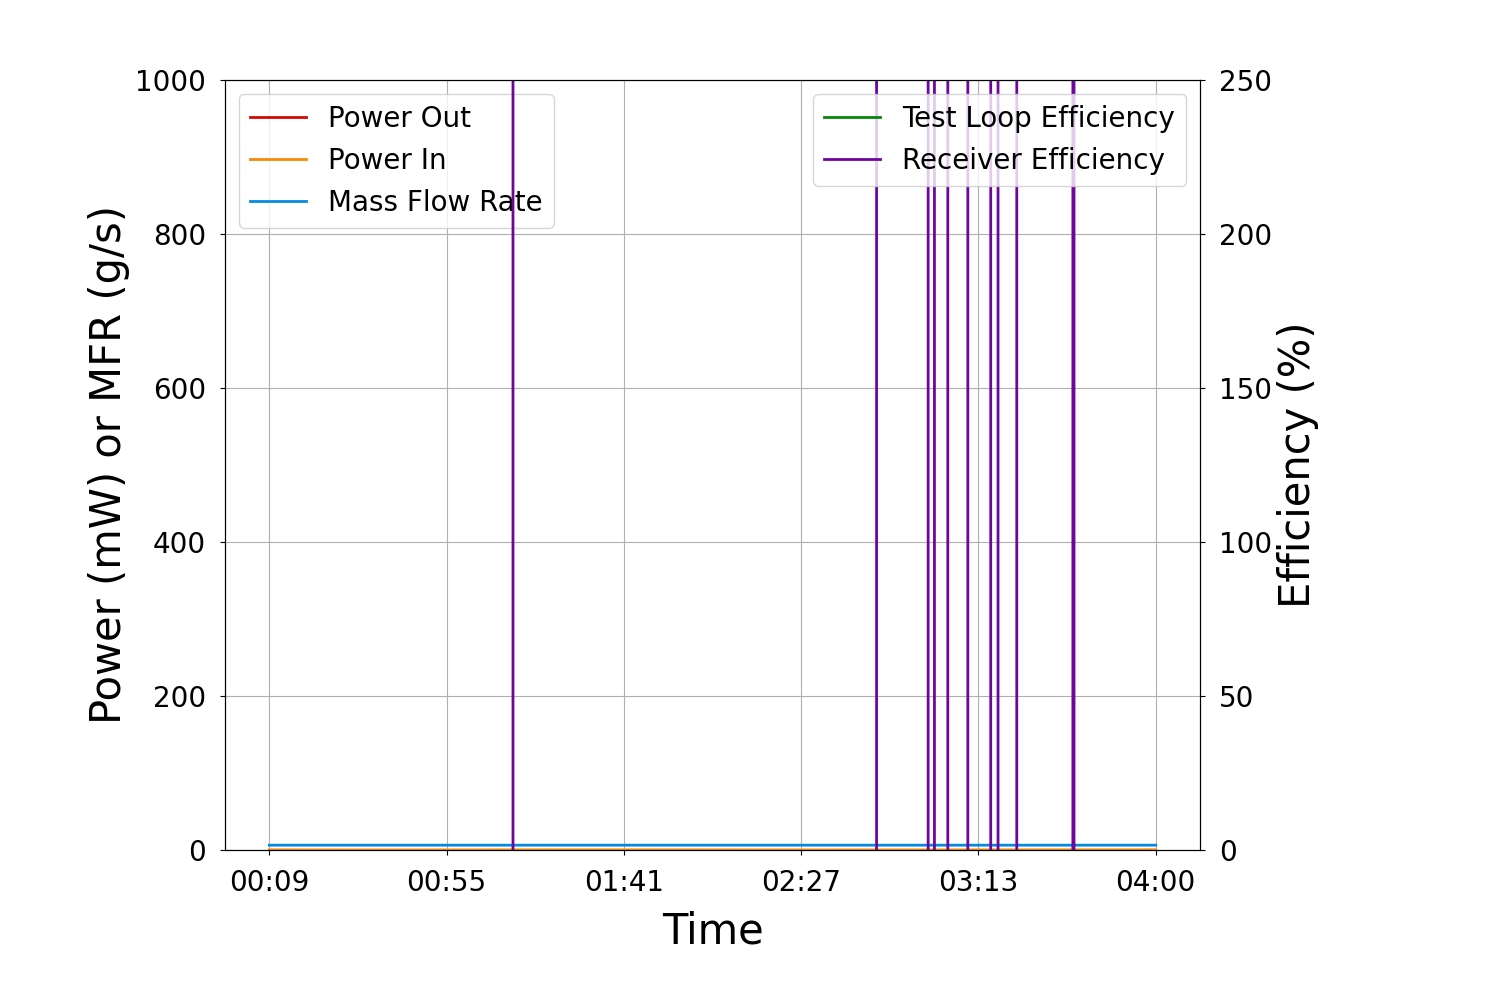 Power (mW) or MFR (g/s)
1000
800
600
400
200
0
Power Out
Power In
Mass Flow Rate
Test Loop Efficiency
Receiver Efficiency
250
200
150
100
50
0
Efficiency (%)
00:09 00:55 01:41 02:27 03:13 04:00
Time